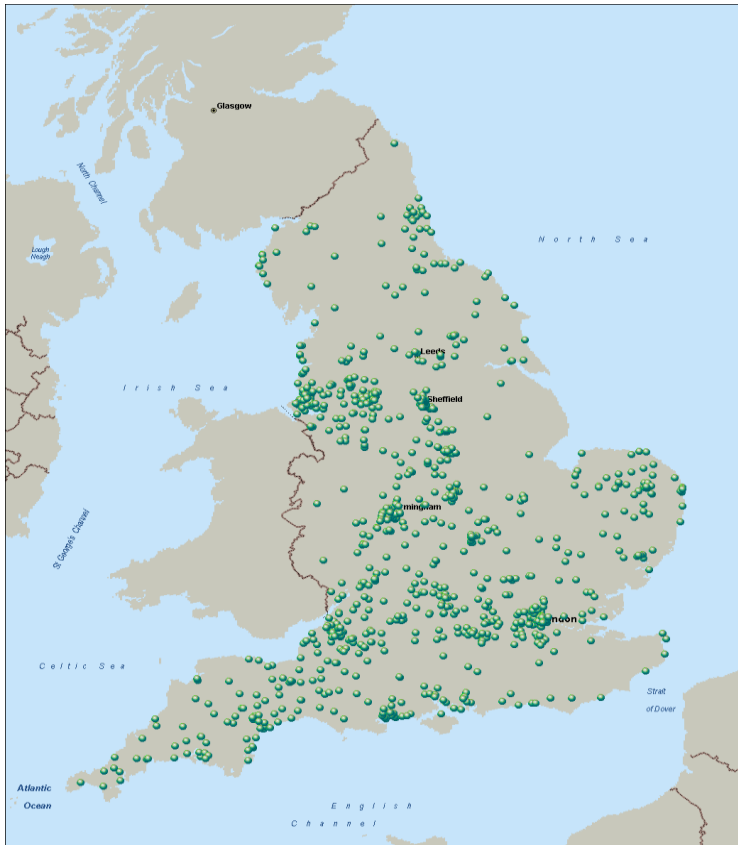 Glasgow
North Channel
Lough
Neagh
North Sea
Leeds
Irish Sea
Sheffield
mingham
St George's Channel
ndon
Celtic Sea
Strait
of Dover
Atlantic
Ocean
English
Channel